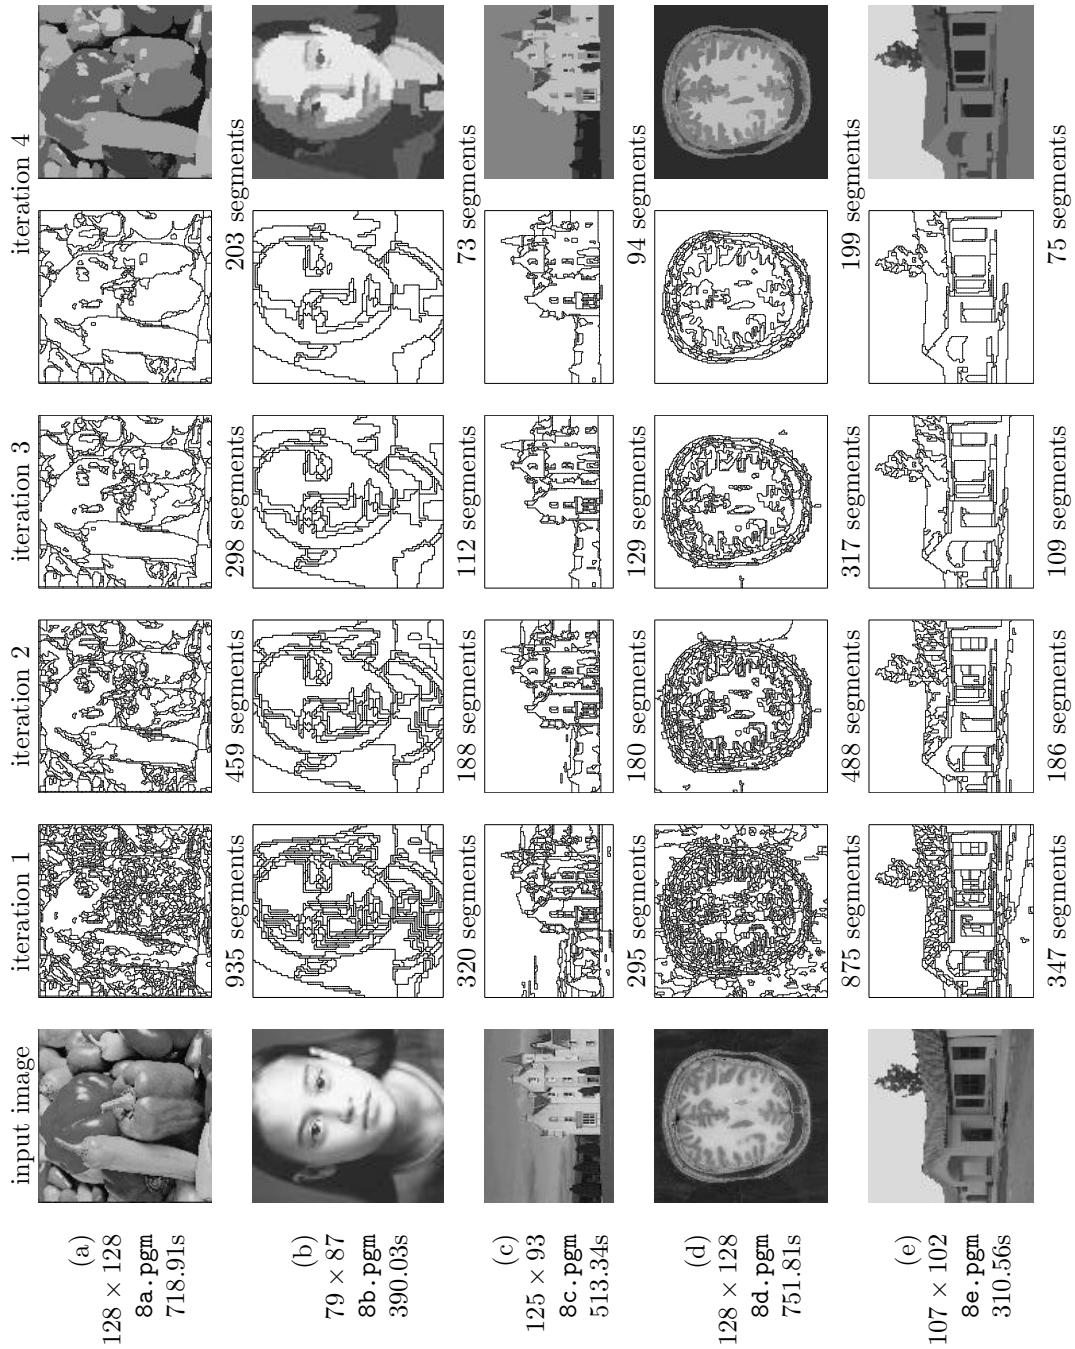 input image
iteration 1
iteration 2
iteration 3
iteration 4
(a)
128 × 128
8a.pgm
718.91s
935 segments
459 segments
298 segments
203 segments
(b)
79 × 87
8b.pgm
390.03s
320 segments
188 segments
112 segments
73 segments
(c)
125 × 93
8c.pgm
513.34s
295 segments
180 segments
129 segments
94 segments
(d)
128 × 128
8d.pgm
751.81s
875 segments
488 segments
317 segments
199 segments
(e)
107 × 102
8e.pgm
310.56s
347 segments
186 segments
109 segments
75 segments